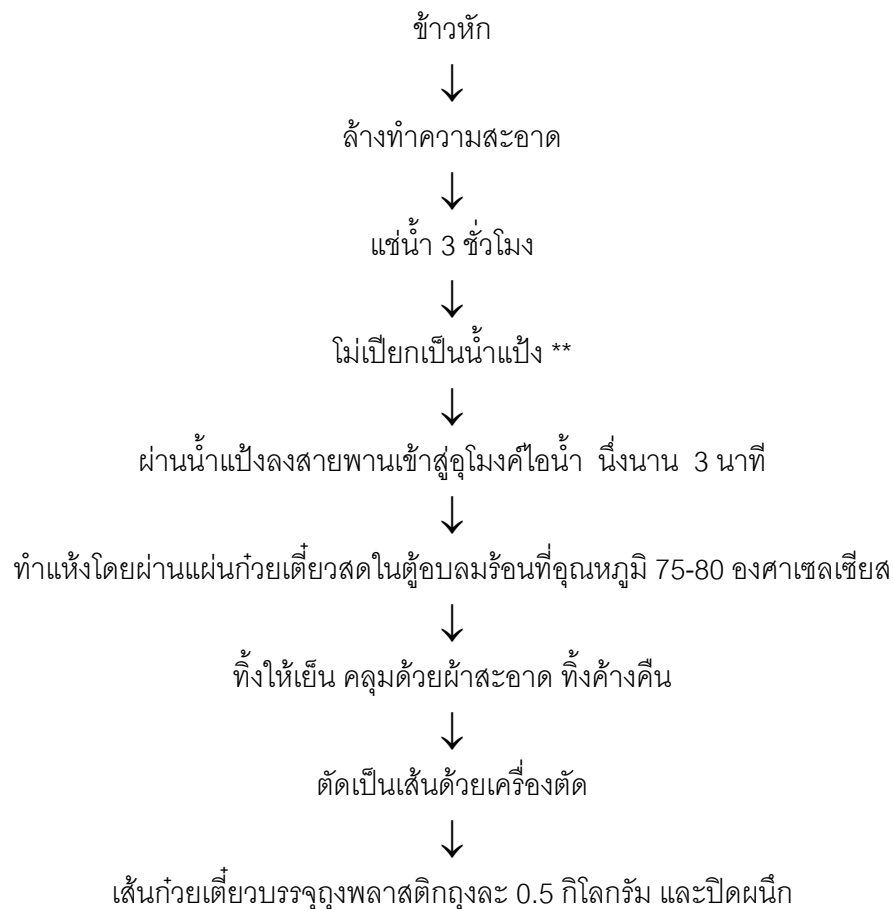 ข้าวหัก
↓
ล้างทำความสะอาด
↓
แช่น้ำ 3 ชั่วโมง
↓
โม่เปียกเป็นน้ำแป้ง **
↓
ผ่านน้ำแป้งลงสายพานเข้าสู่อุโมงค์ไอน้ำ นึ่งนาน 3 นาที
↓
ทำแห้งโดยผ่านแผ่นก๋วยเตี๋ยวสดในตู้อบลมร้อนที่อุณหภูมิ 75-80 องศาเซลเซียส
↓
ทิ้งให้เย็น คลุมด้วยผ้าสะอาด ทิ้งค้างคืน
↓
ตัดเป็นเส้นด้วยเครื่องตัด
↓
เส้นก๋วยเตี๋ยวบรรจุถุงพลาสติกถุงละ 0.5 กิโลกรัม และปิดผนึก